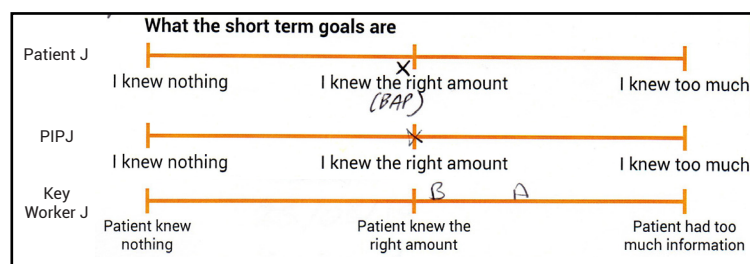 What the short term goals are
Patient J
X
I knew nothing I knew the right amount I knew too much
(BAP)
PIPJ
X
I knew nothing I knew the right amount I knew too much
Key Worker J
B A
Patient knew nothing
Patient knew the right amount
Patient had too much information